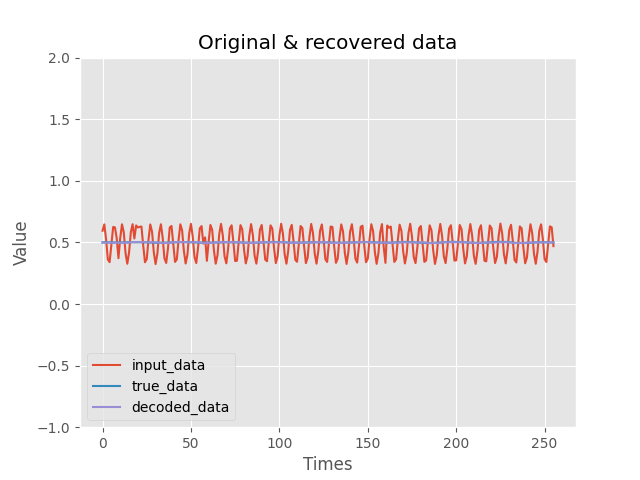 Original & recovered data
2.0
1.5
1.0
0.5
0.0
−0.5
−1.0
Value
input_data
true_data
decoded_data
0 50 100 150 200 250
Times